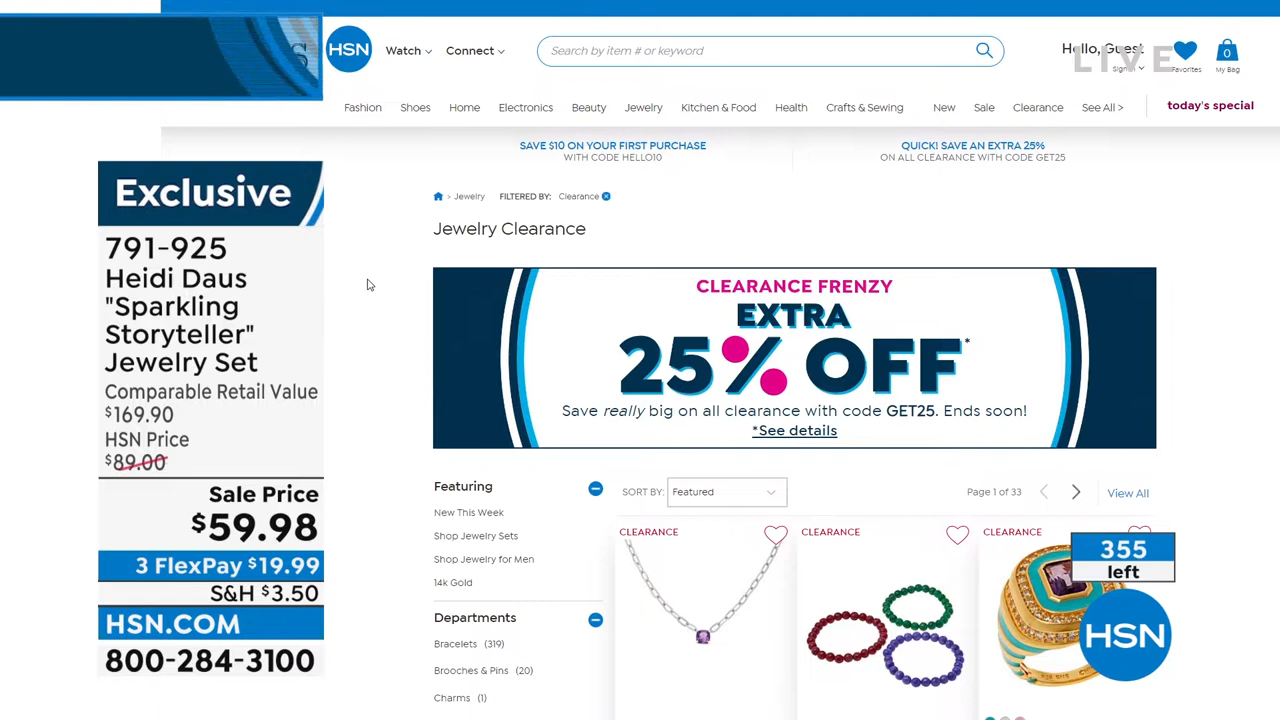 S
HSN
Watch
Connect
Search by item # or keyword
Hello, Guest
LIVE
Favorites
0
My Bag
Fashion
Shoes
Home
Electronics
Beauty
Jewelry
Kitchen & Food
Health
Crafts & Sewing
New
Sale
Clearance
See All >
today's special
SAVE $10 ON YOUR FIRST PURCHASE
WITH CODE HELLO10
QUICK! SAVE AN EXTRA 25%
ON ALL CLEARANCE WITH CODE GET25
> Jewelry
FILTERED BY:
Clearance
Jewelry Clearance
Exclusive
791-925
Heidi Daus
"Sparkling
Storyteller"
Jewelry Set
Comparable Retail Value
$169.90
HSN Price
$89.00
Sale Price
$59.98
3 FlexPay $19.99
S&H $3.50
HSN.COM
800-284-3100
CLEARANCE FRENZY
EXTRA
25% OFF*
Save really big on all clearance with code GET25. Ends soon!
*See details
Featuring
New This Week
Shop Jewelry Sets
Shop Jewelry for Men
14k Gold
Departments
Bracelets (319)
Brooches & Pins (20)
Charms (1)
SORT BY:
Featured
Page 1 of 33
View All
CLEARANCE
CLEARANCE
CLEARANCE
355
left
HSN